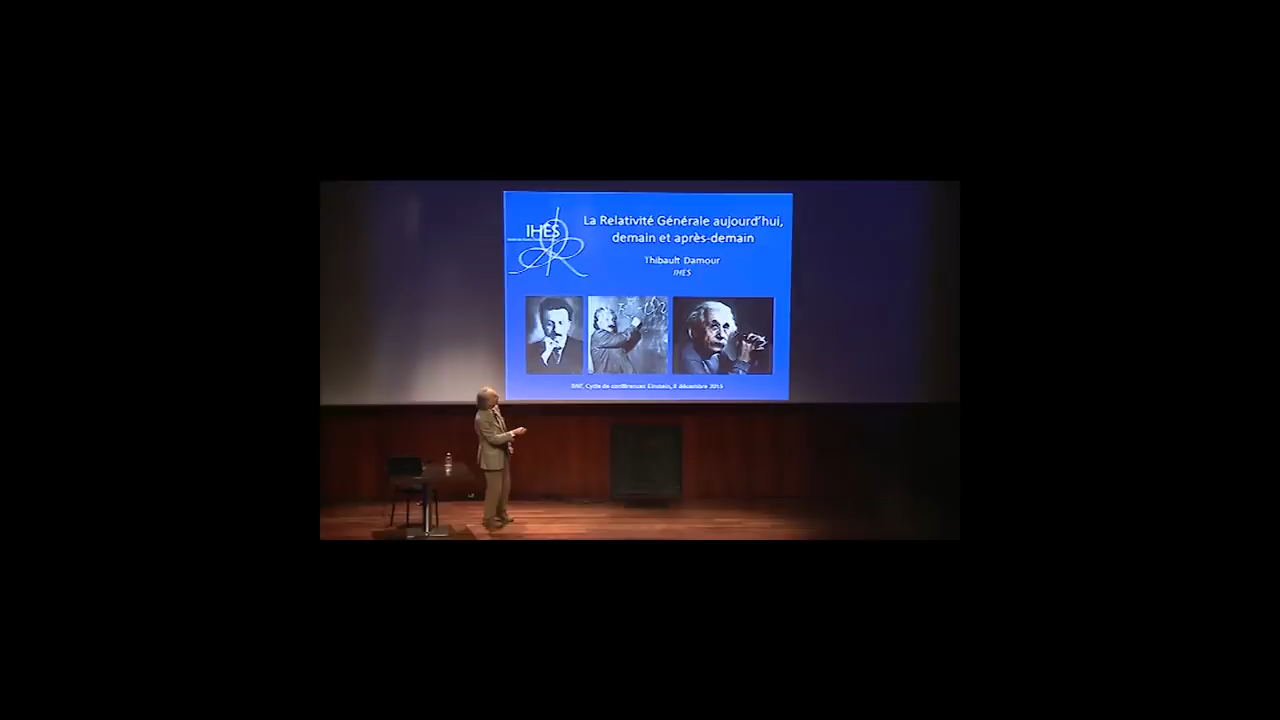 IHES
La Relativité Générale aujourd'hui,
demain et après-demain
Thibault Damour
IHES
BNF, Cycle de conférences Einstein, 8 décembre 2015